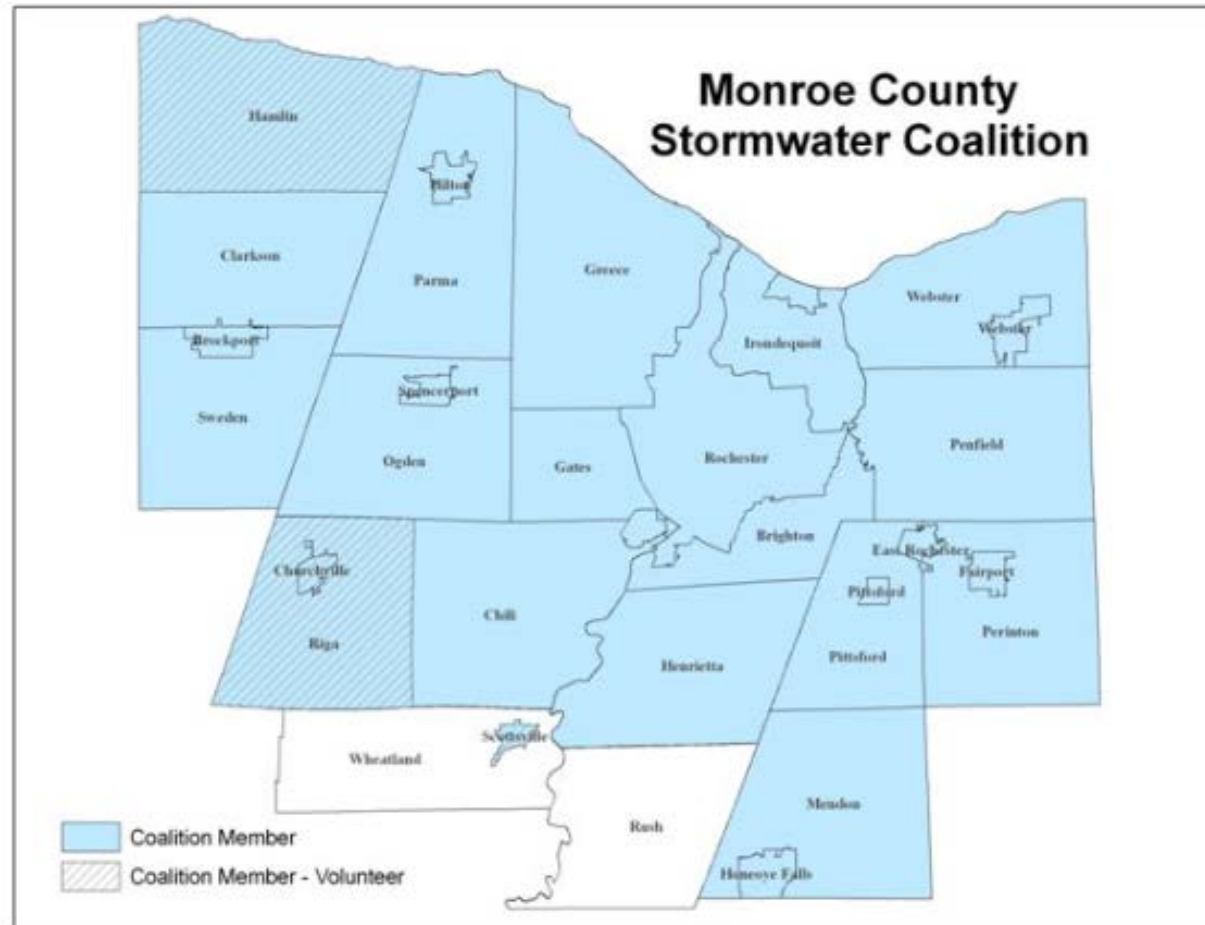 Monroe County
Stormwater Coalition
Hamlin
Hilton
Clarkson
Parma
Greece
Webster
Webster
Brockport
Irondequoit
Spencerport
Sweden
Ogden
Gates
Rochester
Penfield
Brighton
East Rochester
Churchville
Fairport
Pittsford
Chili
Riga
Perinton
Pittsford
Henrietta
Scottsville
Wheatland
Mendon
Rush
Honeoye Falls
Coalition Member
Coalition Member - Volunteer